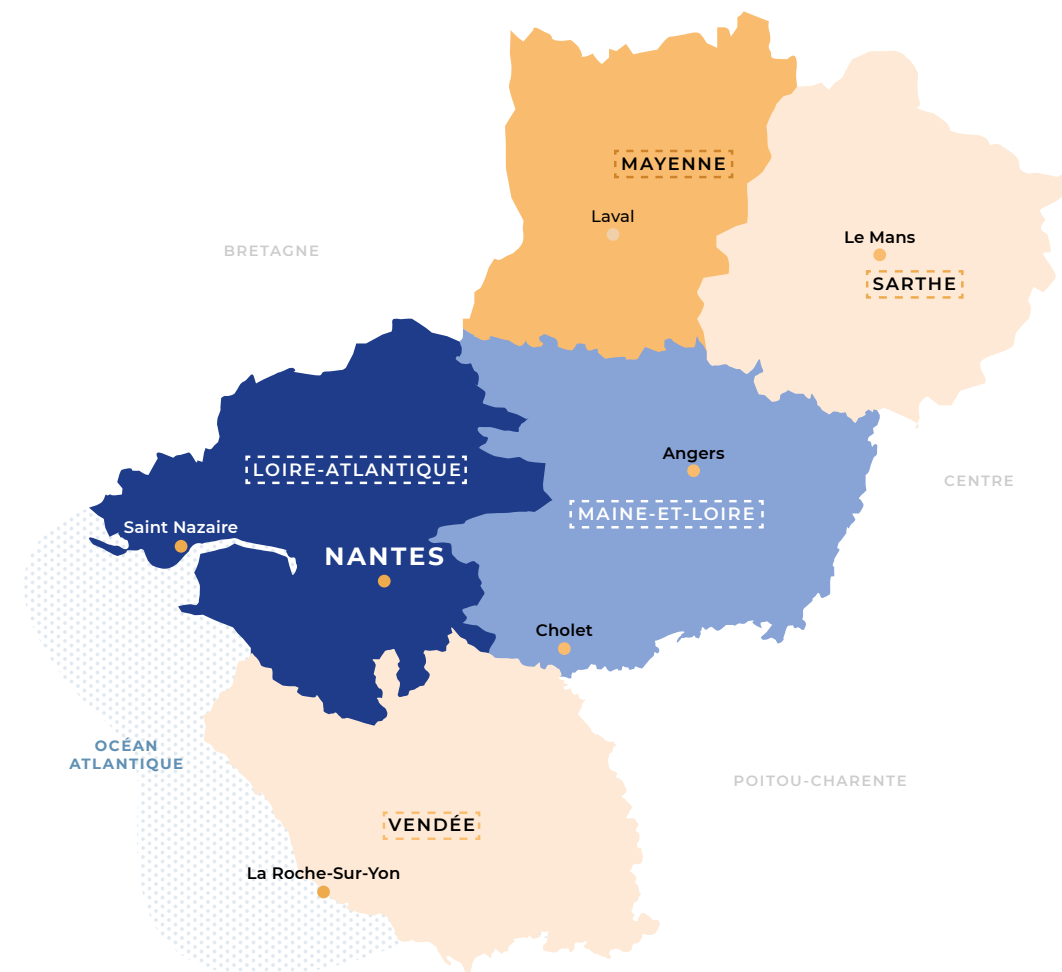 MAYENNE
Laval
Le Mans
BRETAGNE
SARTHE
Angers
LOIRE-ATLANTIQUE
CENTRE
MAINE-ET-LOIRE
Saint Nazaire
NANTES
Cholet
OCÉAN
ATLANTIQUE
POITOU-CHARENTE
VENDÉE
La Roche-Sur-Yon